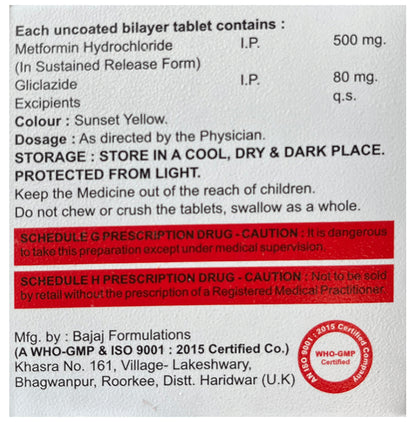 Each uncoated bilayer tablet contains :
Metformin Hydrochloride I.P. 500 mg.
(In Sustained Release Form)
Gliclazide I.P. 80 mg.
Excipients q.s.
Colour : Sunset Yellow.
Dosage : As directed by the Physician.
STORAGE : STORE IN A COOL, DRY & DARK PLACE.
PROTECTED FROM LIGHT.
Keep the Medicine out of the reach of children.
Do not chew or crush the tablets, swallow as a whole.
SCHEDULE G PRESCRIPTION DRUG - CAUTION : It is dangerous
to take this preparation except under medical supervision.
SCHEDULE H PRESCRIPTION DRUG - CAUTION : Not to be sold
by retail without the prescription of a Registered Medical Practitioner.
Mfg. by : Bajaj Formulations
(A WHO-GMP & ISO 9001 : 2015 Certified Co.)
Khasra No. 161, Village- Lakeshwary,
Bhagwanpur, Roorkee, Distt. Haridwar (U.K)
AN ISO 9001 : 2015 Certified Company
WHO-GMP
Certified